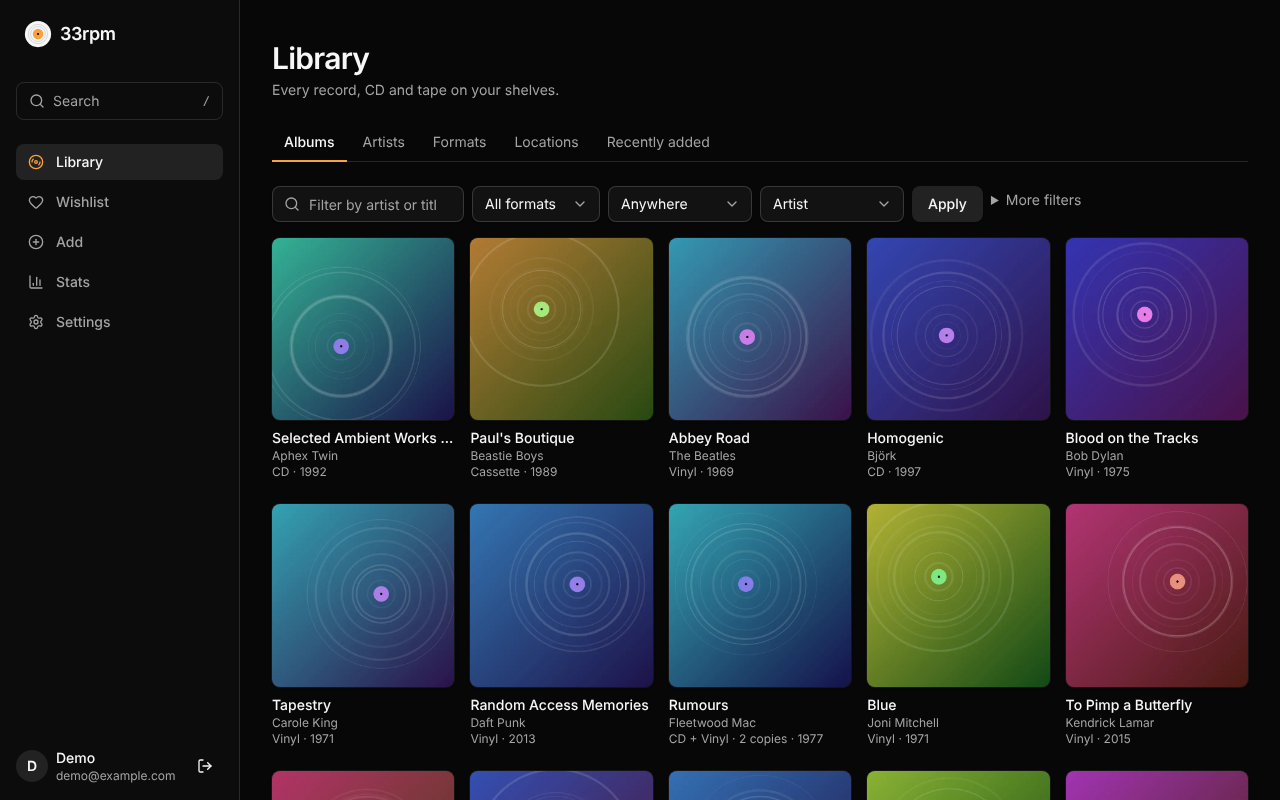 33rpm
Search /
Library
Wishlist
Add
Stats
Settings
D
Demo
demo@example.com
Library
Every record, CD and tape on your shelves.
Albums Artists Formats Locations Recently added
Filter by artist or titl All formats Anywhere Artist Apply More filters
Selected Ambient Works ...
Aphex Twin
CD · 1992
Paul's Boutique
Beastie Boys
Cassette · 1989
Abbey Road
The Beatles
Vinyl · 1969
Homogenic
Björk
CD · 1997
Blood on the Tracks
Bob Dylan
Vinyl · 1975
Tapestry
Carole King
Vinyl · 1971
Random Access Memories
Daft Punk
Vinyl · 2013
Rumours
Fleetwood Mac
CD + Vinyl · 2 copies · 1977
Blue
Joni Mitchell
Vinyl · 1971
To Pimp a Butterfly
Kendrick Lamar
Vinyl · 2015